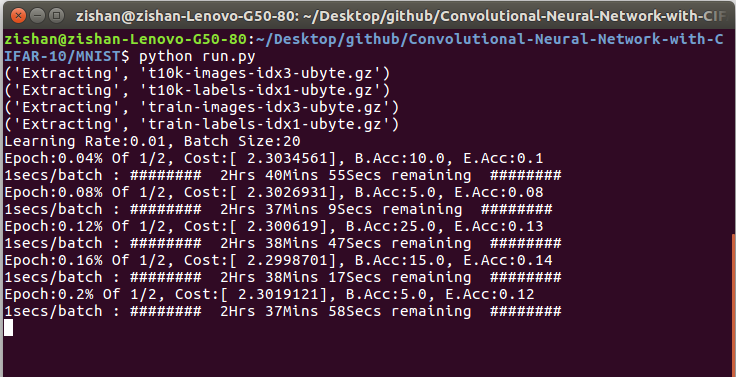 zishan@zishan-Lenovo-G50-80: ~/Desktop/github/Convolutional-Neural-Network-with-CIF
zishan@zishan-Lenovo-G50-80:~/Desktop/github/Convolutional-Neural-Network-with-C
IFAR-10/MNIST$ python run.py
('Extracting', 't10k-images-idx3-ubyte.gz')
('Extracting', 't10k-labels-idx1-ubyte.gz')
('Extracting', 'train-images-idx3-ubyte.gz')
('Extracting', 'train-labels-idx1-ubyte.gz')
Learning Rate:0.01, Batch Size:20
Epoch:0.04% Of 1/2, Cost:[ 2.3034561], B.Acc:10.0, E.Acc:0.1
1secs/batch : ########  2Hrs 40Mins 55Secs remaining  ########
Epoch:0.08% Of 1/2, Cost:[ 2.3026931], B.Acc:5.0, E.Acc:0.08
1secs/batch : ########  2Hrs 37Mins 9Secs remaining  ########
Epoch:0.12% Of 1/2, Cost:[ 2.300619], B.Acc:25.0, E.Acc:0.13
1secs/batch : ########  2Hrs 38Mins 47Secs remaining  ########
Epoch:0.16% Of 1/2, Cost:[ 2.2998701], B.Acc:15.0, E.Acc:0.14
1secs/batch : ########  2Hrs 38Mins 17Secs remaining  ########
Epoch:0.2% Of 1/2, Cost:[ 2.3019121], B.Acc:5.0, E.Acc:0.12
1secs/batch : ########  2Hrs 37Mins 58Secs remaining  ########